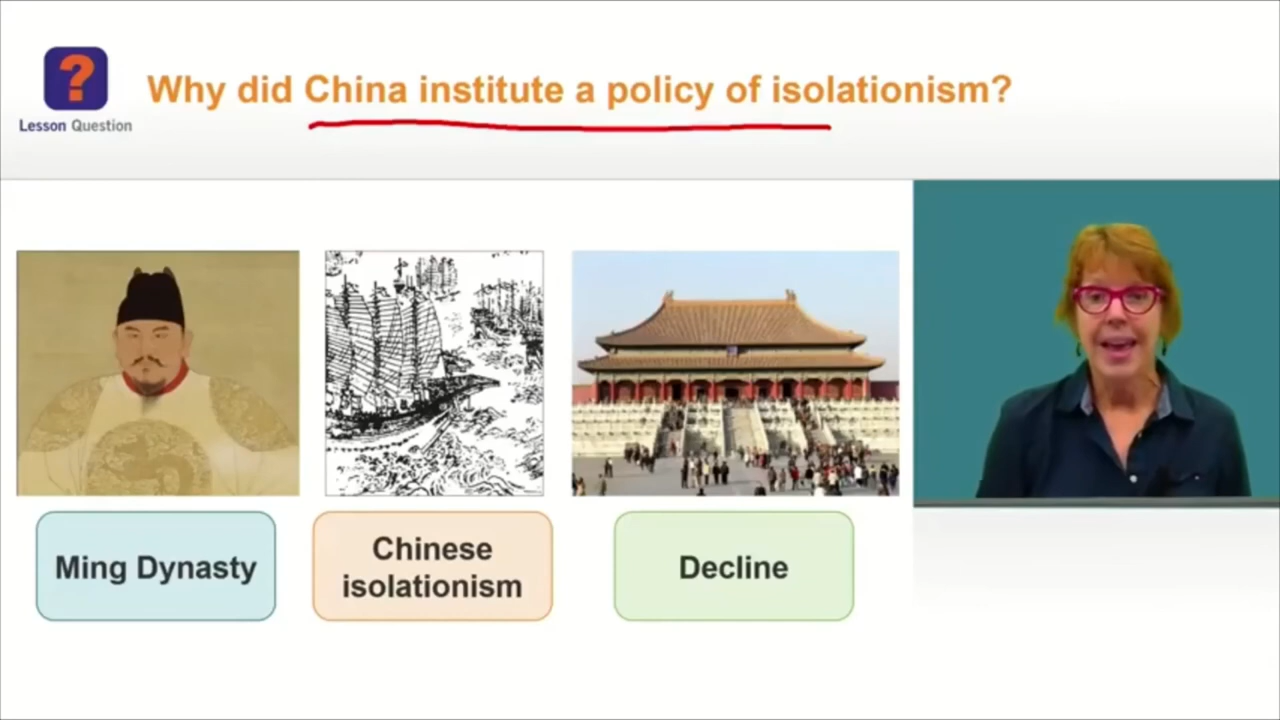 Why did China institute a policy of isolationism?
Lesson Question
Ming Dynasty
Chinese
isolationism
Decline